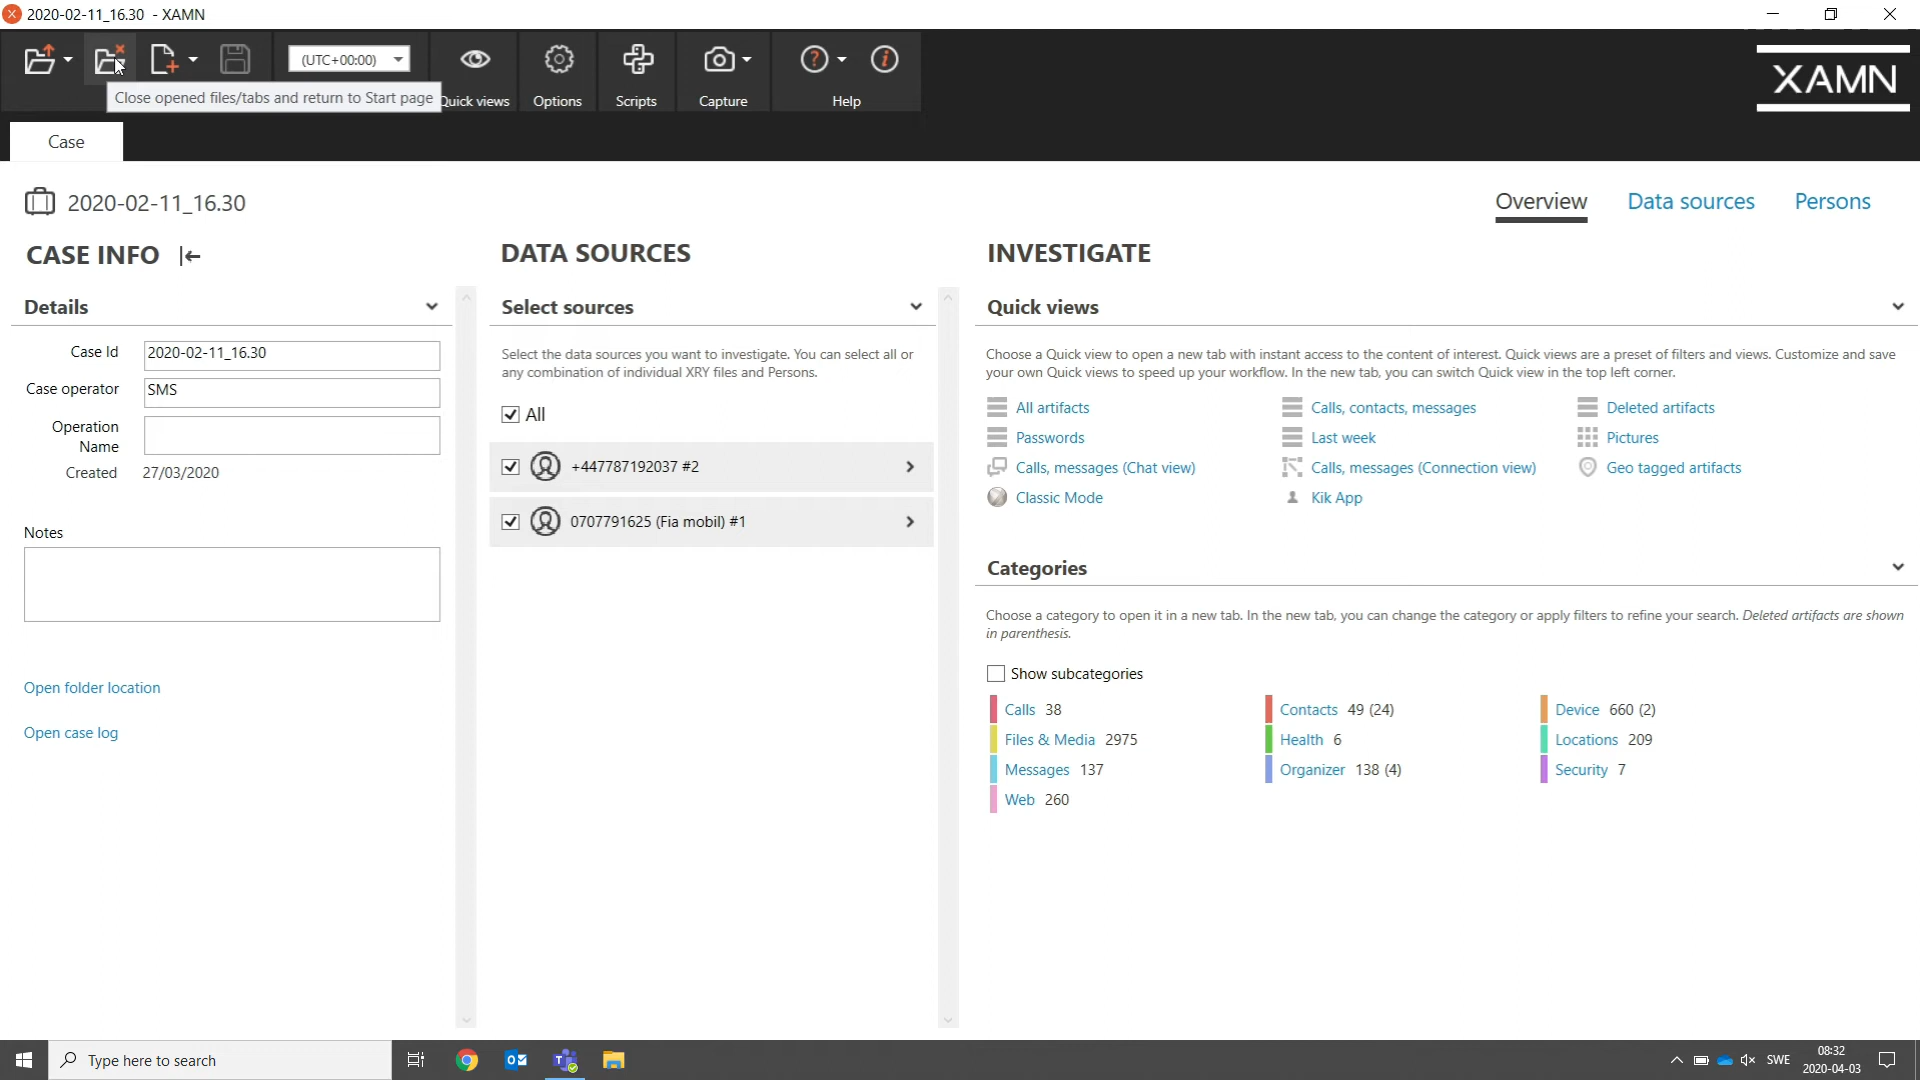 2020-02-11_16.30 - XAMN
(UTC+00:00)
Close opened files/tabs and return to Start page
Quick views
Options
Scripts
Capture
Help
XAMN
Case
2020-02-11_16.30
Overview
Data sources
Persons
CASE INFO
Details
Case Id
2020-02-11_16.30
Case operator
SMS
Operation
Name
Created
27/03/2020
Notes
Open folder location
Open case log
DATA SOURCES
Select sources
Select the data sources you want to investigate. You can select all or
any combination of individual XRY files and Persons.
All
+447787192037 #2
0707791625 (Fia mobil) #1
INVESTIGATE
Quick views
Choose a Quick view to open a new tab with instant access to the content of interest. Quick views are a preset of filters and views. Customize and save
your own Quick views to speed up your workflow. In the new tab, you can switch Quick view in the top left corner.
All artifacts
Calls, contacts, messages
Deleted artifacts
Passwords
Last week
Pictures
Calls, messages (Chat view)
Calls, messages (Connection view)
Geo tagged artifacts
Classic Mode
Kik App
Categories
Choose a category to open it in a new tab. In the new tab, you can change the category or apply filters to refine your search. Deleted artifacts are shown
in parenthesis.
Show subcategories
Calls 38
Contacts 49 (24)
Device 660 (2)
Files & Media 2975
Health 6
Locations 209
Messages 137
Organizer 138 (4)
Security 7
Web 260
Type here to search
SWE
08:32
2020-04-03